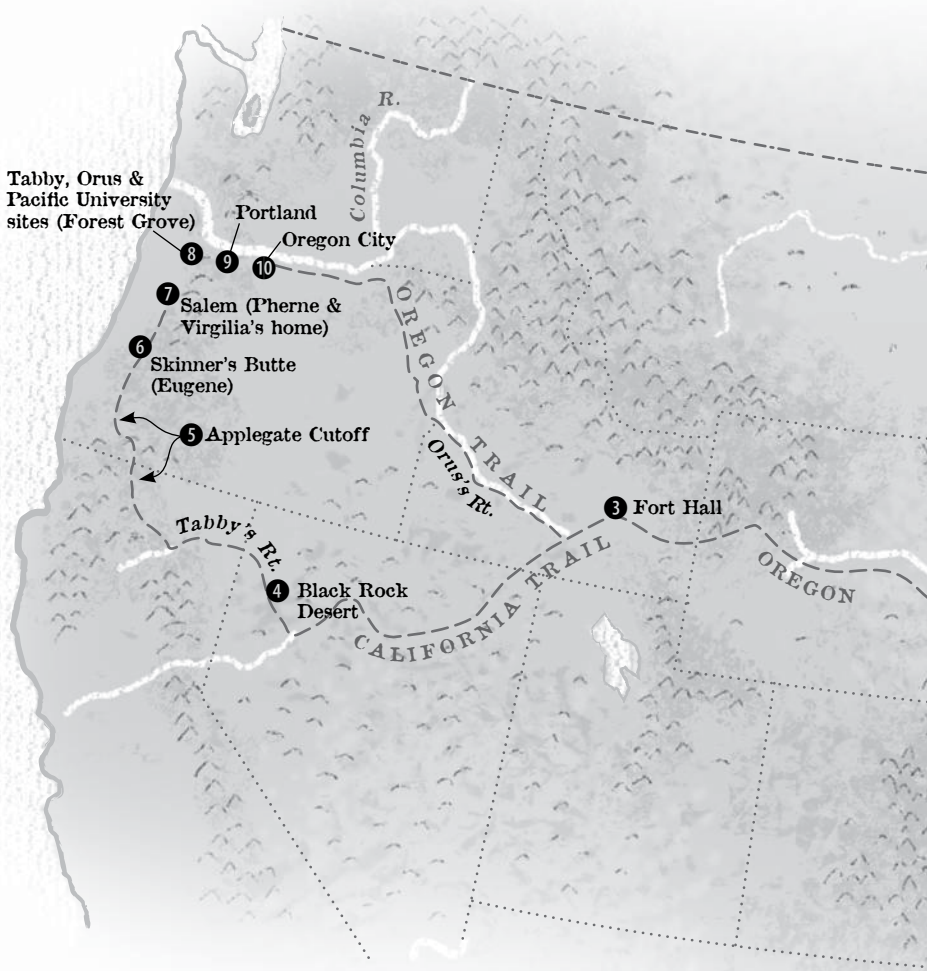 Columbia R.
Tabby, Orus &
Pacific University
sites (Forest Grove)
8
Portland
9
Oregon City
10
7
Salem (Pherne &
Virgilia's home)
6
Skinner's Butte
(Eugene)
5 Applegate Cutoff
OREGON TRAIL
Orus's Rt.
3 Fort Hall
Tabby's Rt.
4 Black Rock
Desert
CALIFORNIA TRAIL
OREGON